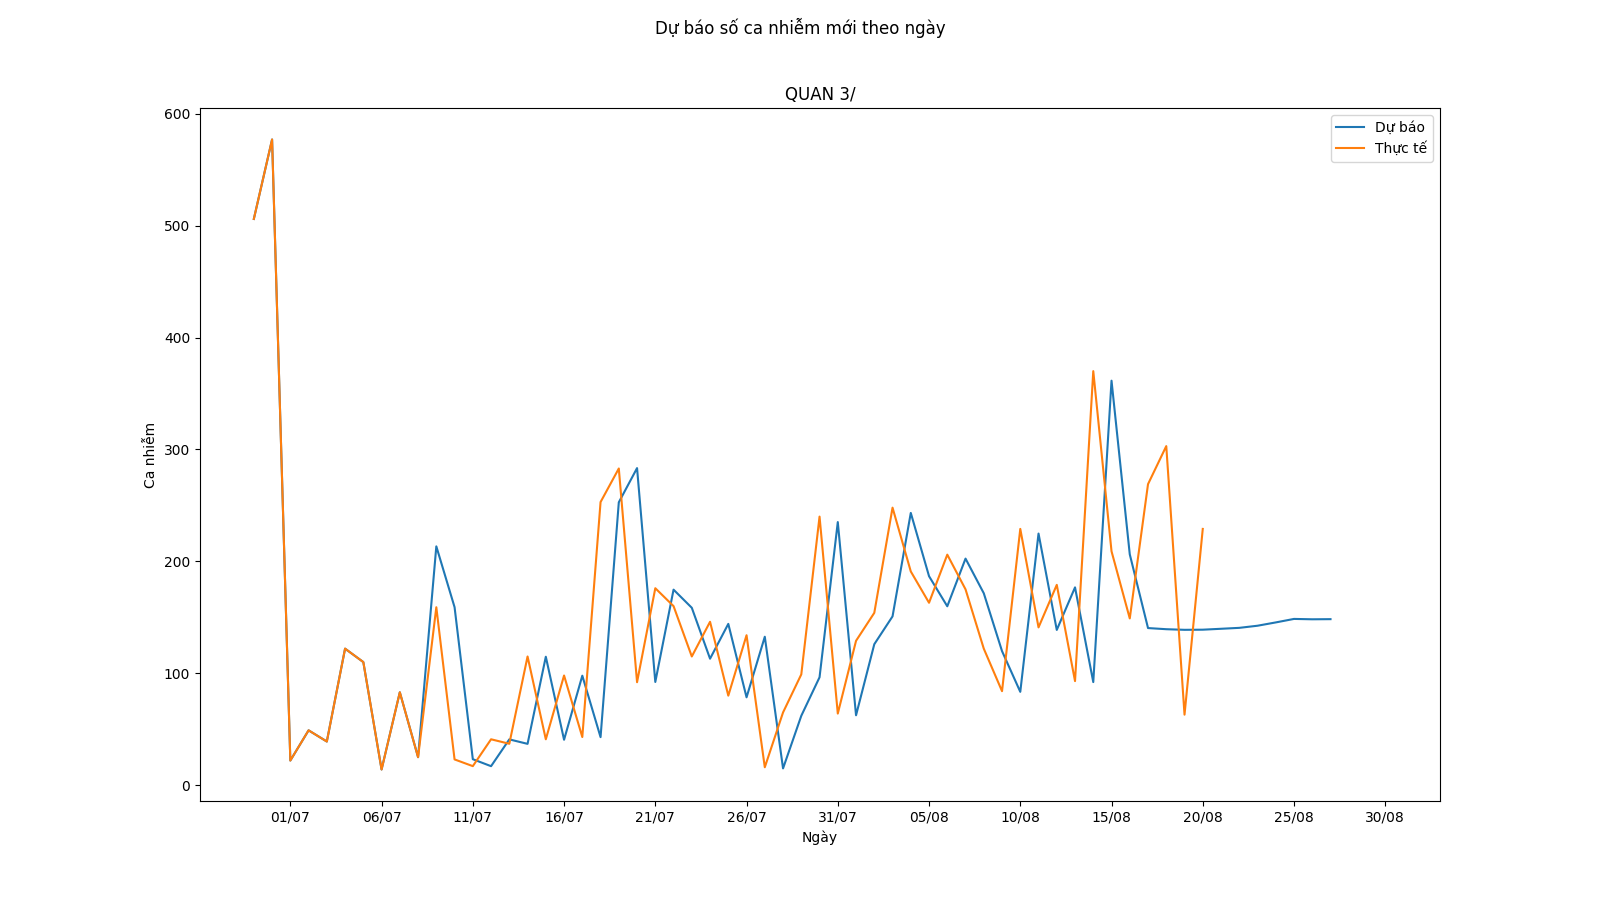 Dự báo số ca nhiễm mới theo ngày
QUAN 3/
Dự báo
Thực tế
600
500
400
300
200
100
0
Ca nhiễm
01/07 06/07 11/07 16/07 21/07 26/07 31/07 05/08 10/08 15/08 20/08 25/08 30/08
Ngày